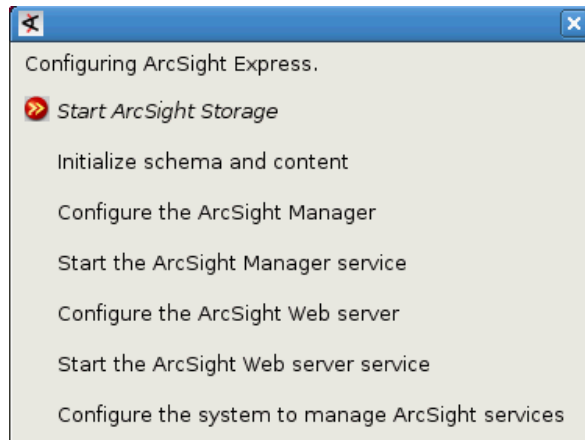 Configuring ArcSight Express.
Start ArcSight Storage
Initialize schema and content
Configure the ArcSight Manager
Start the ArcSight Manager service
Configure the ArcSight Web server
Start the ArcSight Web server service
Configure the system to manage ArcSight services